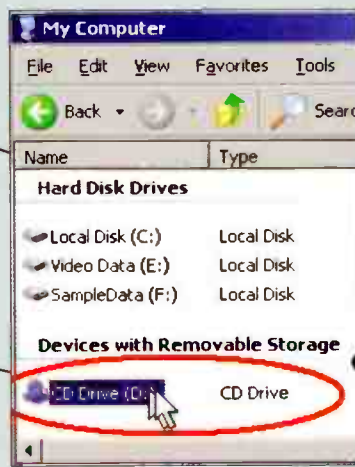 My Computer
File Edit View Favorites Tools
Back Searc
Name Type
Hard Disk Drives
Local Disk (C:) Local Disk
Video Data (E:) Local Disk
SampleData (F:) Local Disk
Devices with Removable Storage
CD Drive (D:) CD Drive